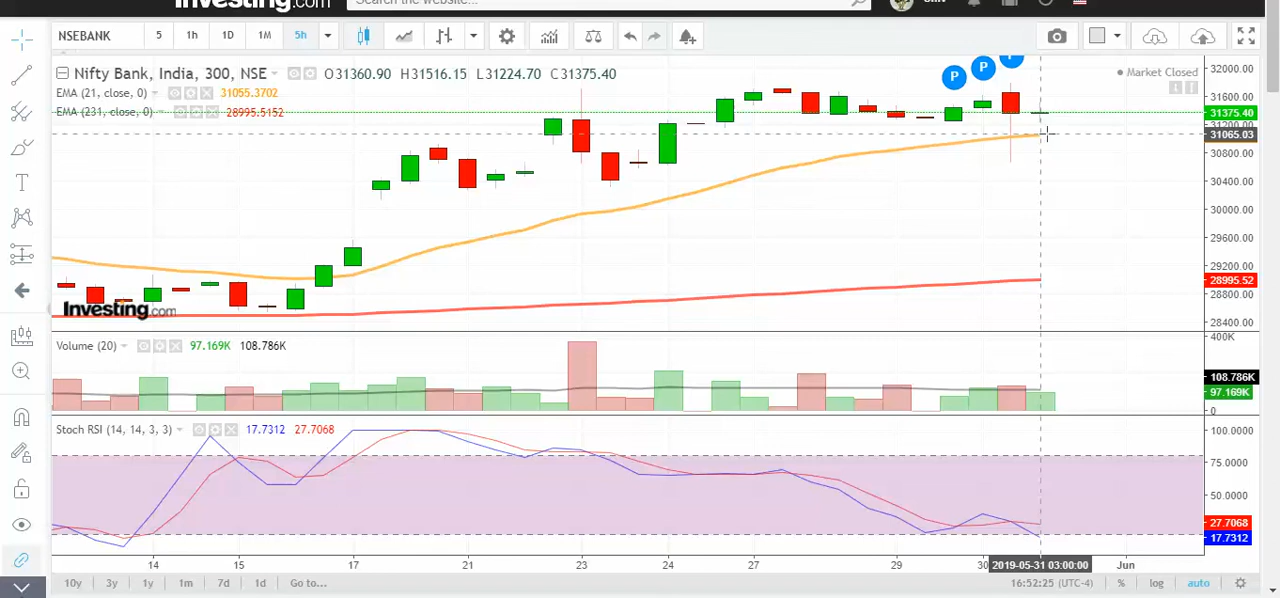 Investing.com
Search the website...
NSEBANK 5 1h 1D 1M 5h
Nifty Bank, India, 300, NSE O31360.90 H31516.15 L31224.70 C31375.40
Market Closed
EMA (21, close, 0) 31055.3702
EMA (231, close, 0) 28995.5152
P P P
32000.00
31600.00
31375.40
31200.00
31065.03
30800.00
30400.00
30000.00
29600.00
29200.00
28995.52
28800.00
28400.00
Investing.com
Volume (20) 97.169K 108.786K
400K
108.786K
97.169K
0
Stoch RSI (14, 14, 3, 3) 17.7312 27.7068
100.0000
75.0000
50.0000
27.7068
17.7312
14 15 17 21 23 24 27 29 30 2019-05-31 03:00:00 Jun
10y 3y 1y 1m 7d 1d Go to... 16:52:25 (UTC-4) % log auto